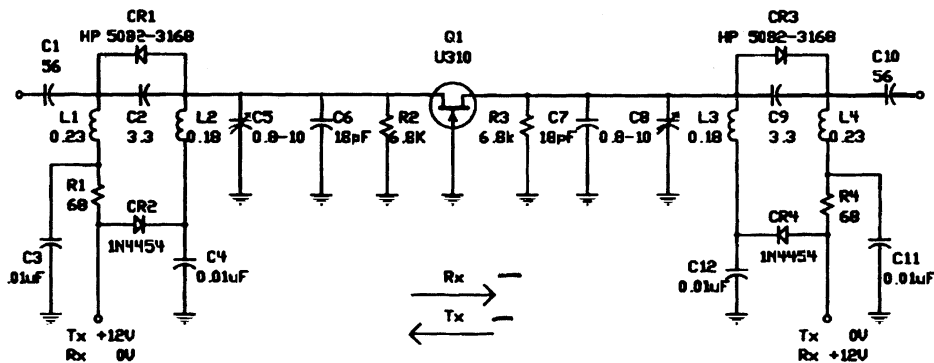 CR1
HP 5082-3168
Q1
U310
CR3
HP 5082-3168
C1
56
C10
56
L1
0.23
C2
3.3
L2
0.18
C5
0.8-10
C6
18pF
R2
6.8K
R3
6.8k
C7
18pF
C8
0.8-10
L3
0.18
C9
3.3
L4
0.23
R1
68
R4
68
CR2
1N4454
CR4
1N4454
C3
.01uF
C4
0.01uF
C12
0.01uF
C11
0.01uF
Rx
Tx
Tx +12V
Rx 0V
Tx 0V
Rx +12V